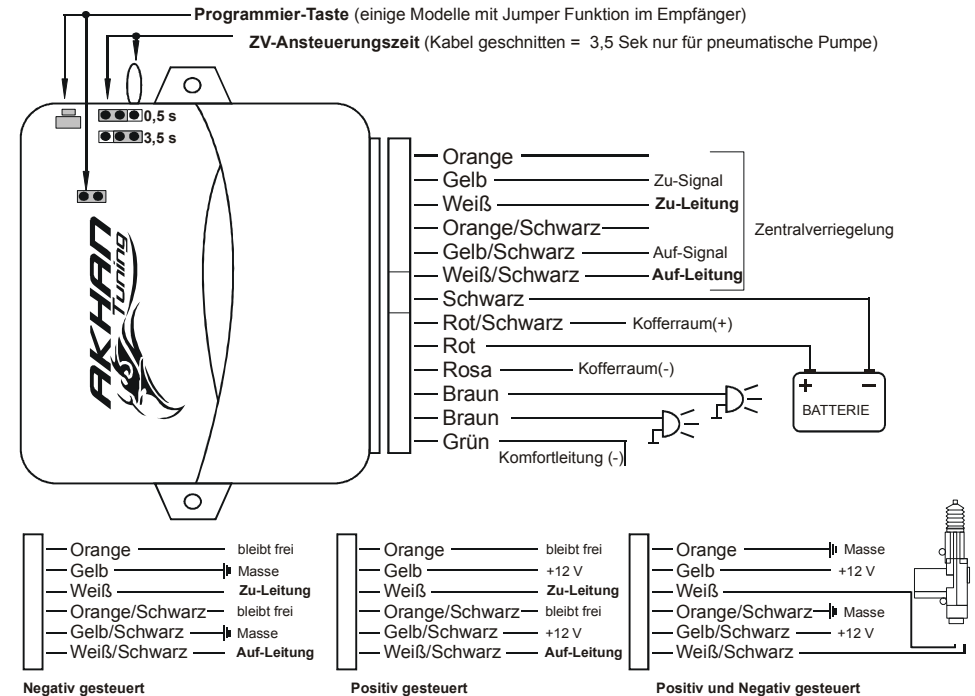 Programmier-Taste (einige Modelle mit Jumper Funktion im Empfänger)
ZV-Ansteuerungszeit (Kabel geschnitten = 3,5 Sek nur für pneumatische Pumpe)
0,5 s
3,5 s
AKHAN
Tuning
Orange
Gelb Zu-Signal
Weiß Zu-Leitung
Orange/Schwarz
Zentralverriegelung
Gelb/Schwarz Auf-Signal
Weiß/Schwarz Auf-Leitung
Schwarz
Rot/Schwarz Kofferraum(+)
Rot
Rosa Kofferraum(-)
Braun
+ −
BATTERIE
Braun
Grün
Komfortleitung (-)
Orange bleibt frei
Gelb Masse
Weiß Zu-Leitung
Orange/Schwarz bleibt frei
Gelb/Schwarz Masse
Weiß/Schwarz Auf-Leitung
Negativ gesteuert
Orange bleibt frei
Gelb +12 V
Weiß Zu-Leitung
Orange/Schwarz bleibt frei
Gelb/Schwarz +12 V
Weiß/Schwarz Auf-Leitung
Positiv gesteuert
Orange Masse
Gelb +12 V
Weiß
Orange/Schwarz Masse
Gelb/Schwarz +12 V
Weiß/Schwarz
Positiv und Negativ gesteuert